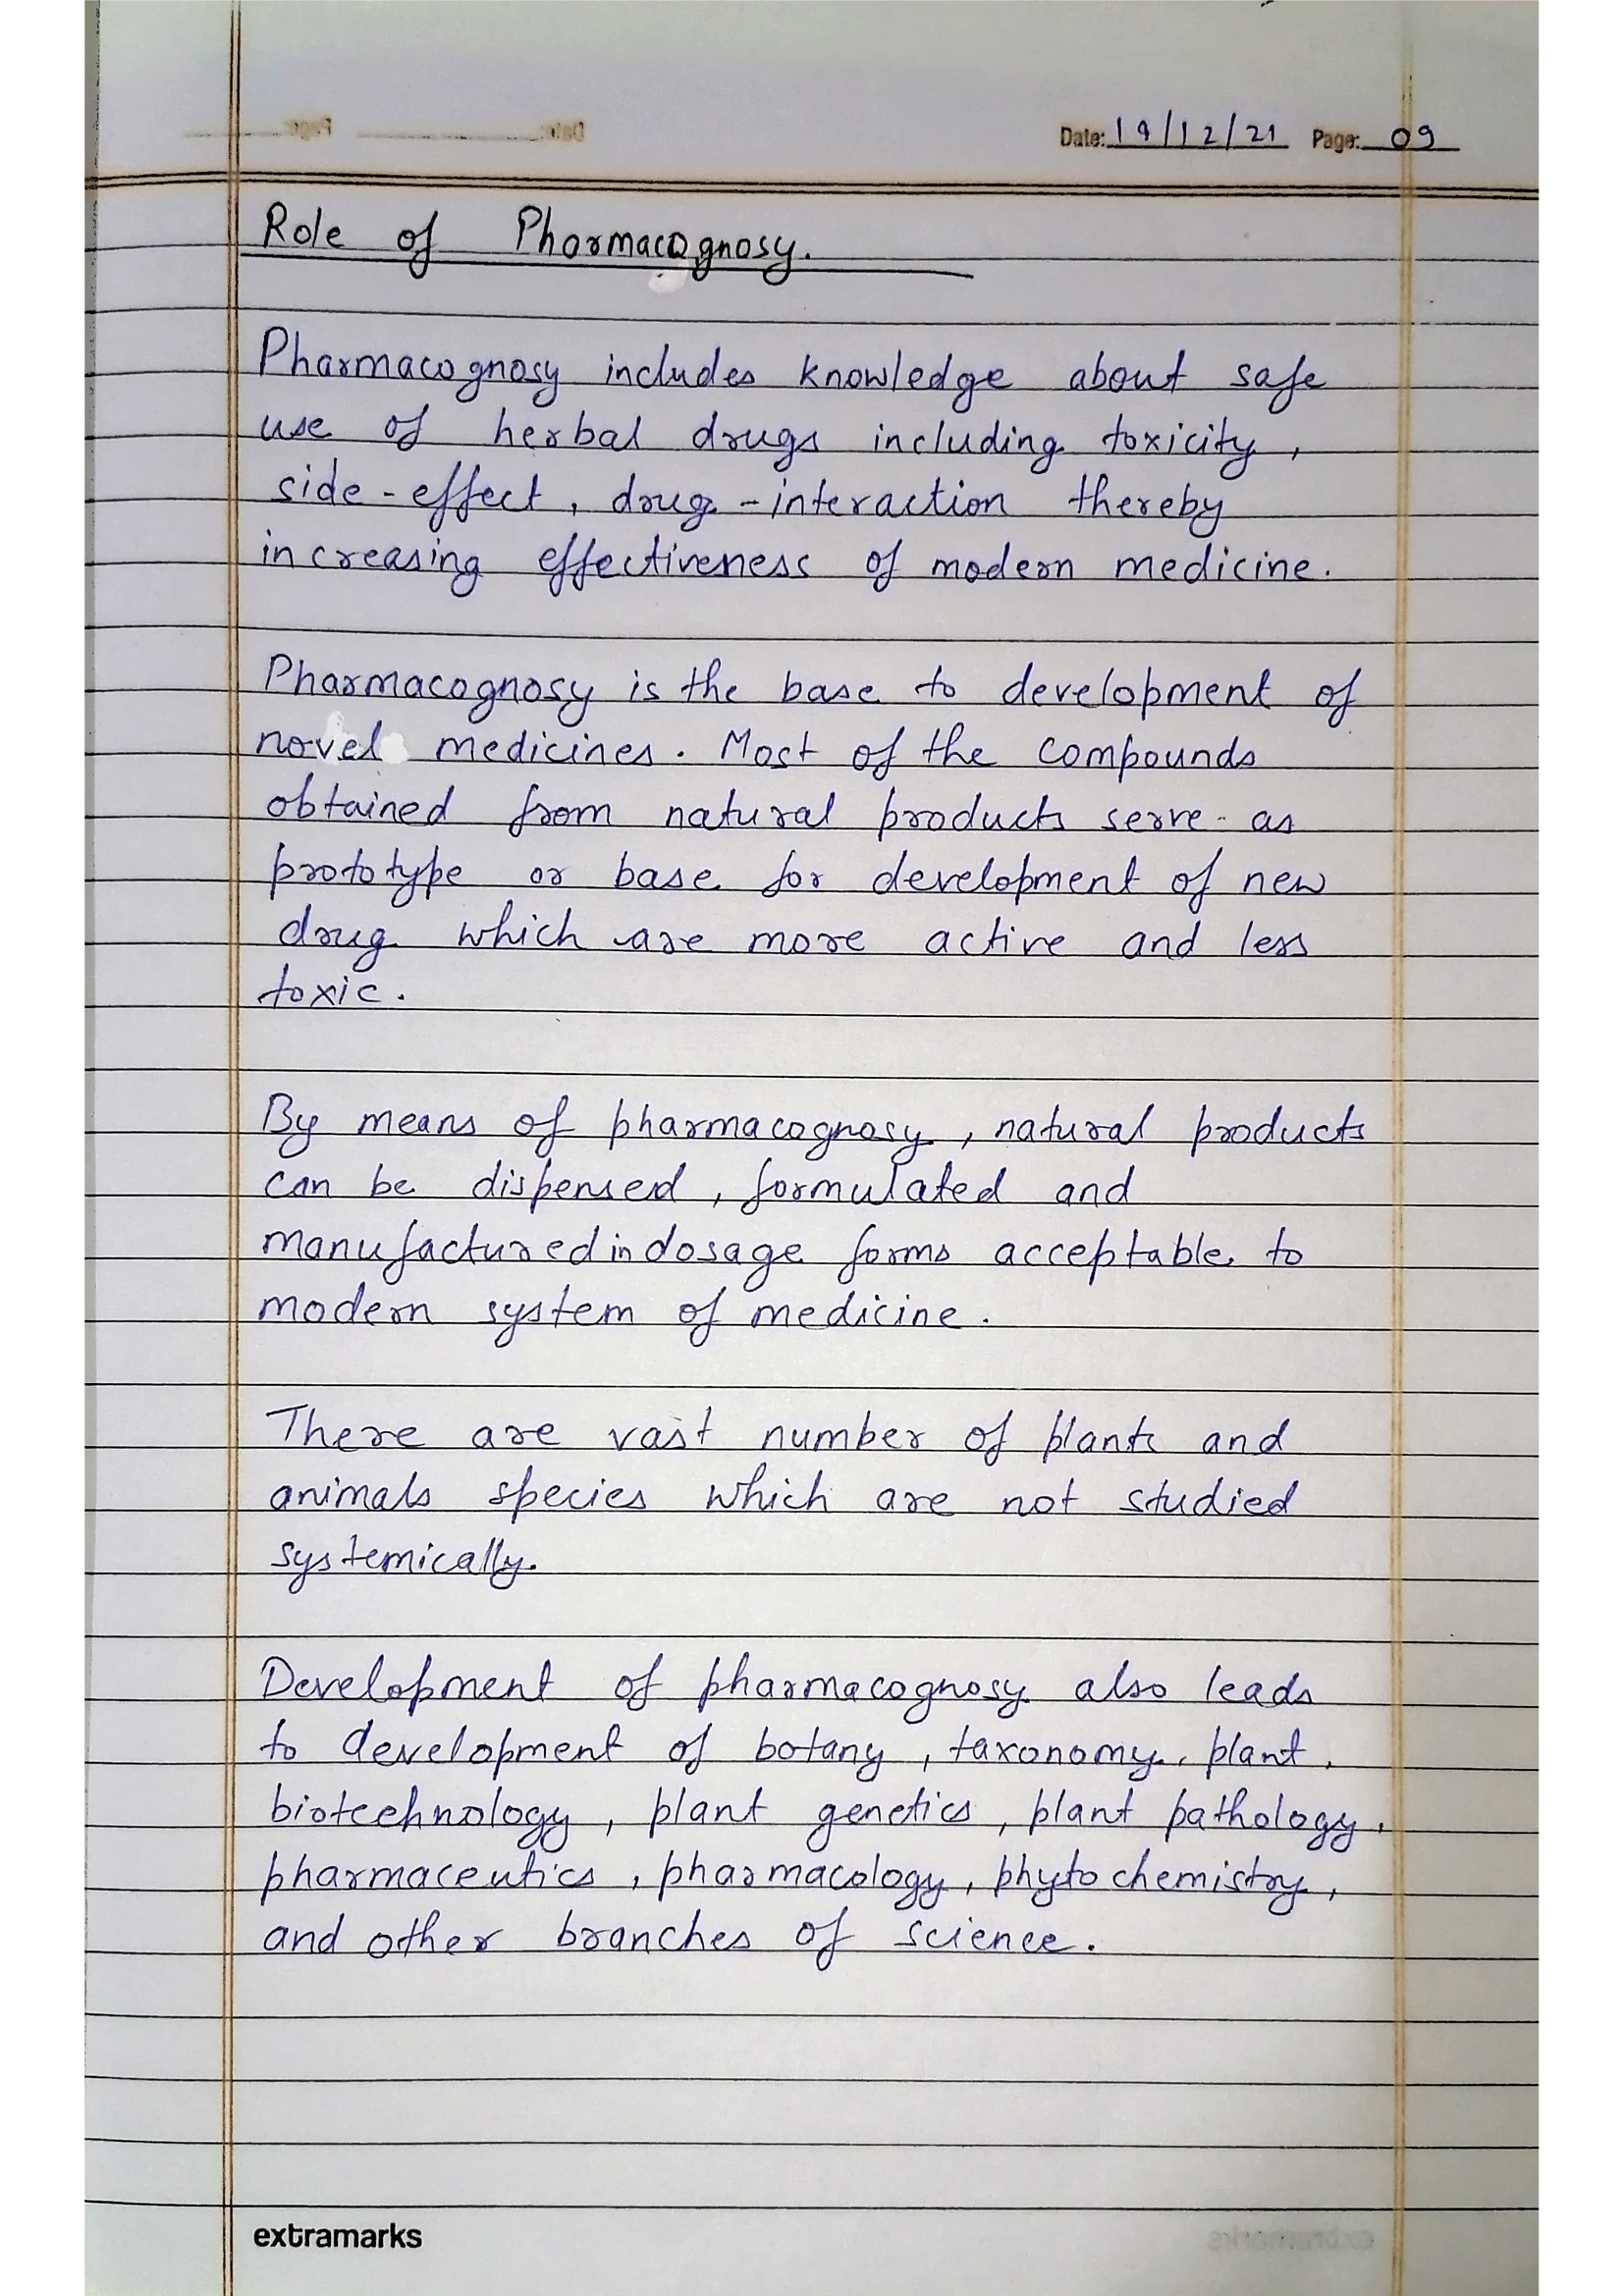 Date: 19/12/21 Page: 09
Role of Pharmacognosy.
Pharmacognosy includes knowledge about safe
use of herbal drugs including toxicity,
side-effect, drug-interaction thereby
increasing effectiveness of modern medicine.
Pharmacognosy is the base to development of
novel medicines. Most of the compounds
obtained from natural products serve as
prototype or base for development of new
drug which are more active and less
toxic.
By means of pharmacognosy, natural products
can be dispensed, formulated and
manufactured in dosage forms acceptable to
modern system of medicine.
There are vast number of plants and
animals species which are not studied
systemically.
Development of pharmacognosy also leads
to development of botany, taxonomy, plant,
biotechnology, plant genetics, plant pathology,
pharmaceutics, pharmacology, phytochemistry,
and other branches of science.
extramarks